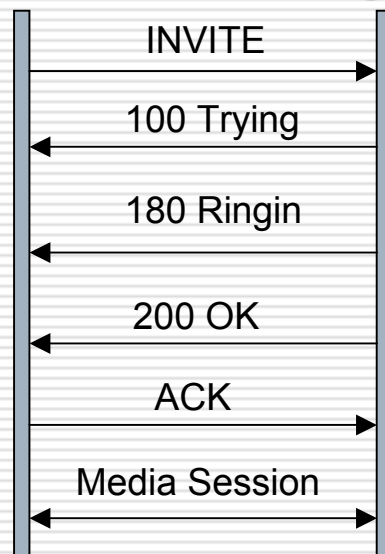 INVITE
100 Trying
180 Ringin
200 OK
ACK
Media Session